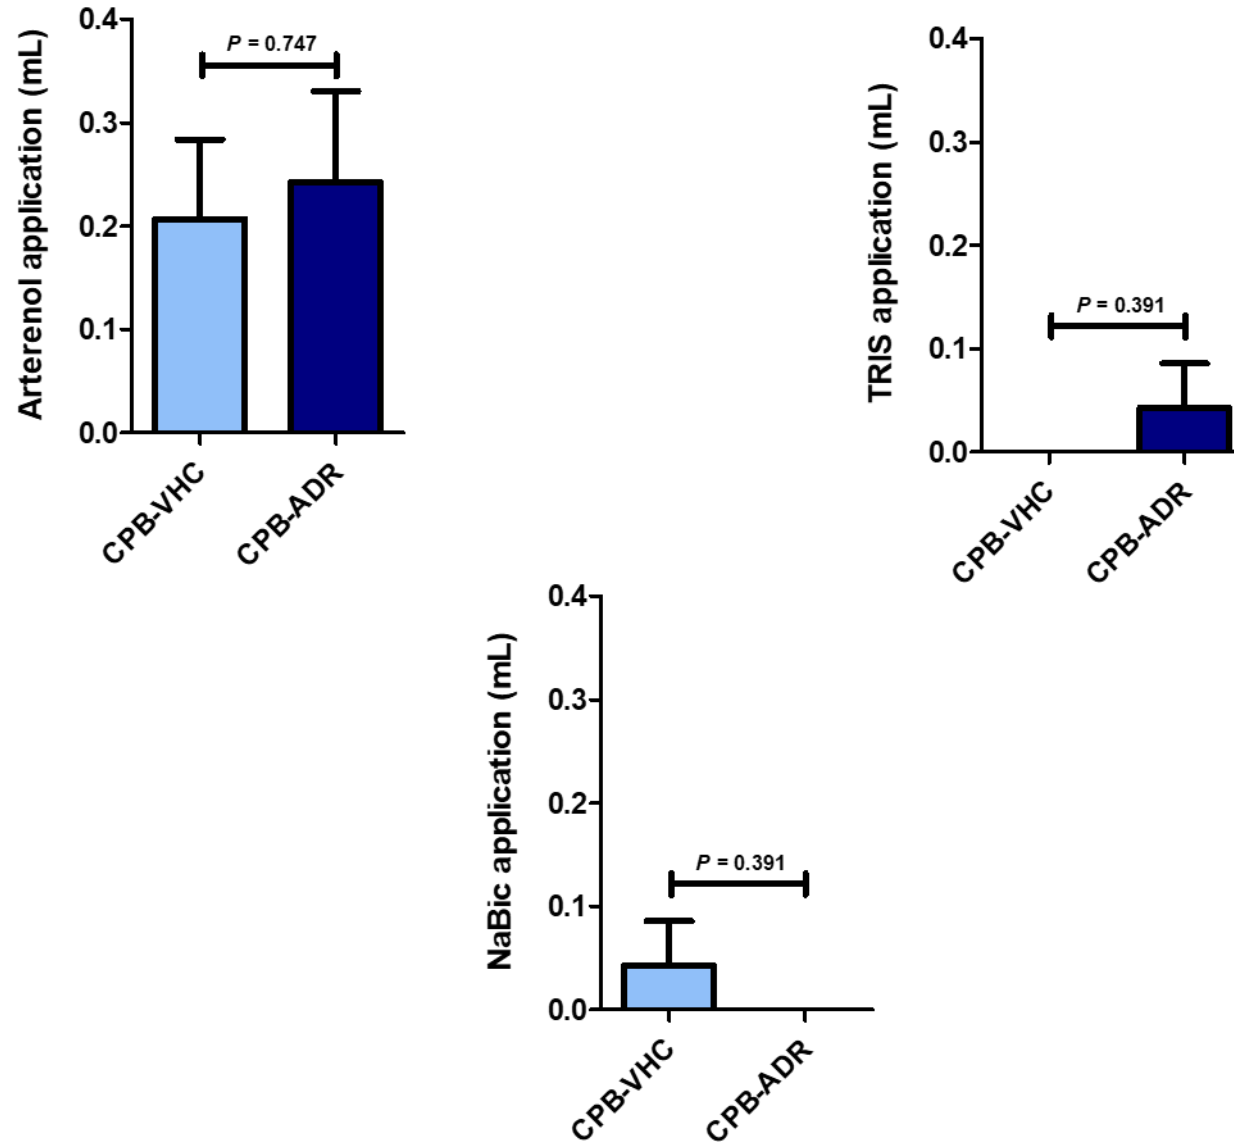 Arterenol application (mL)
0.4
0.3
0.2
0.1
0.0
P = 0.747
CPB-VHC
CPB-ADR
TRIS application (mL)
0.4
0.3
0.2
0.1
0.0
P = 0.391
CPB-VHC
CPB-ADR
NaBic application (mL)
0.4
0.3
0.2
0.1
0.0
P = 0.391
CPB-VHC
CPB-ADR